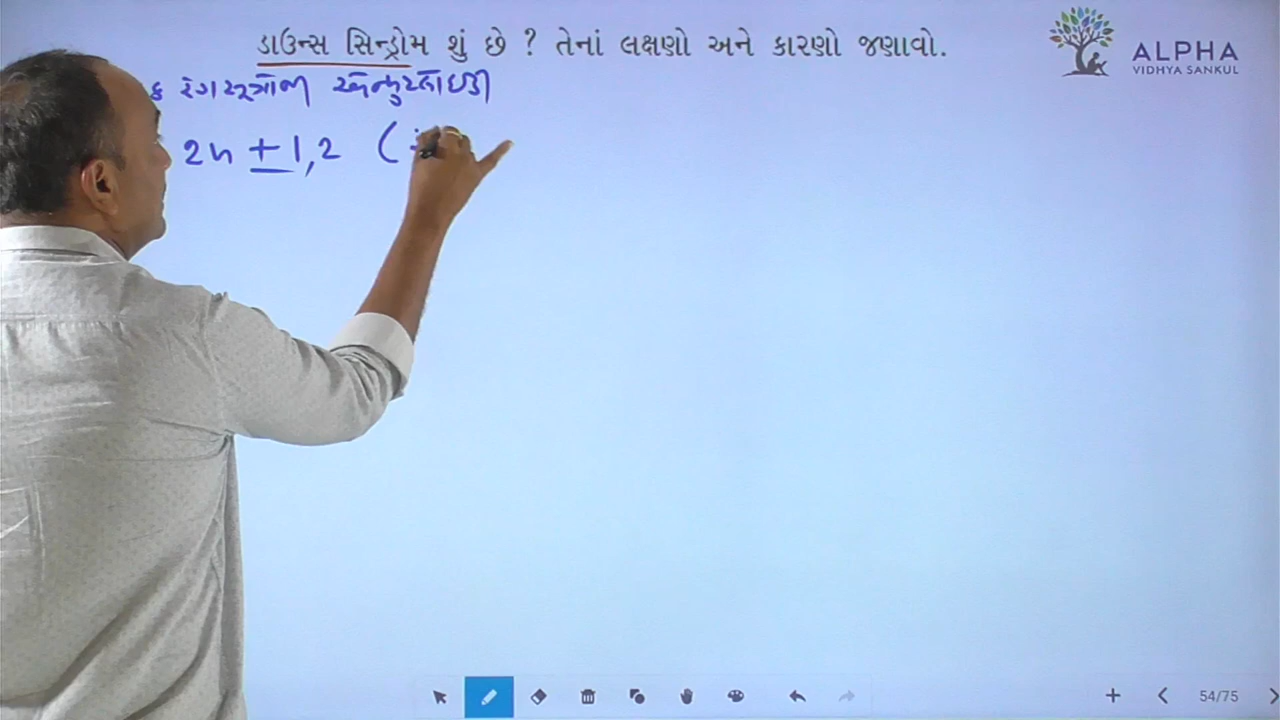 ડાઉન્સ સિન્ડ્રોમ શું છે ? તેનાં લક્ષણો અને કારણો જણાવો.
ALPHA
VIDHYA SANKUL
રંગસૂત્રીય એન્યુપ્લોઇડી
2n ± 1,2 (
54/75